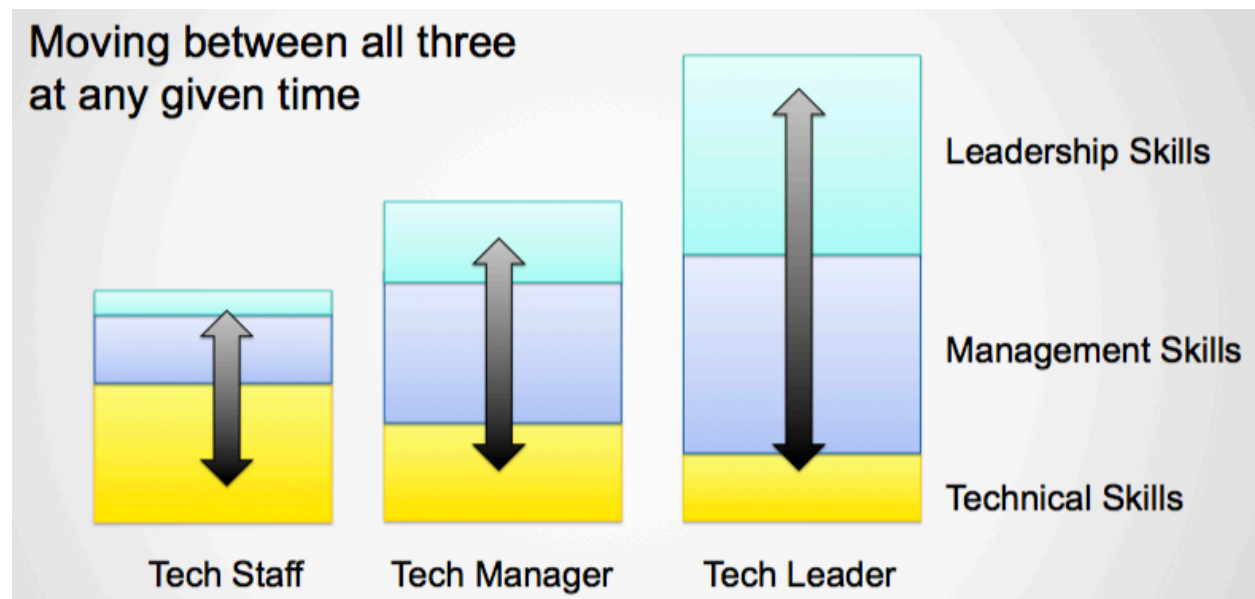 Moving between all three
at any given time
Leadership Skills
Management Skills
Technical Skills
Tech Staff
Tech Manager
Tech Leader